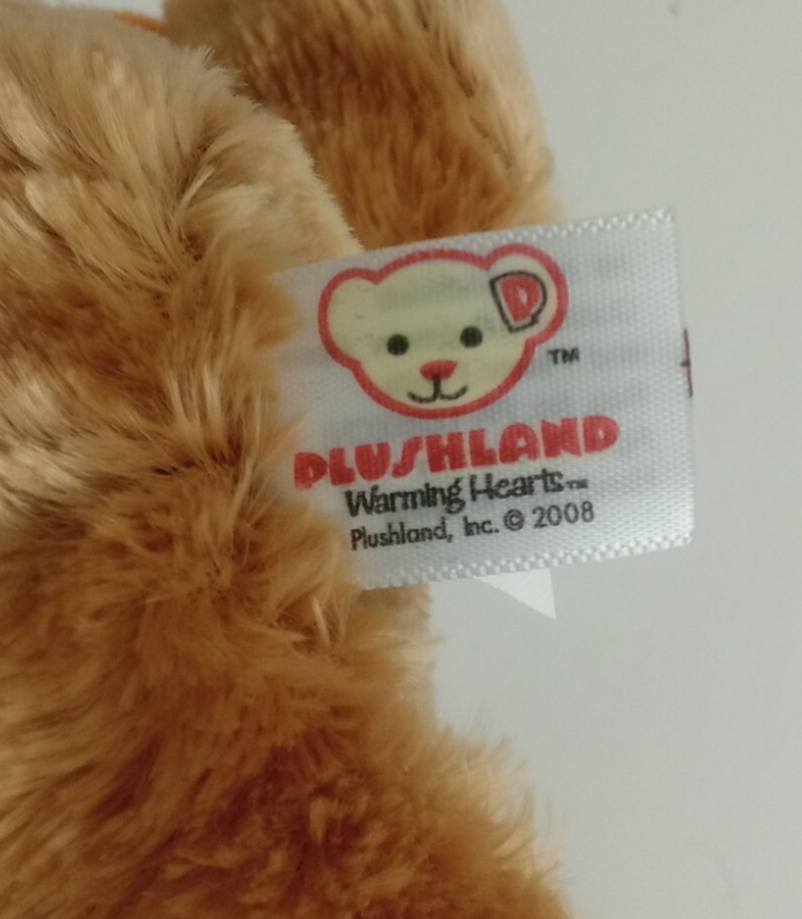 P
TM
PLUSHLAND
Warming Hearts™
Plushland, Inc. © 2008